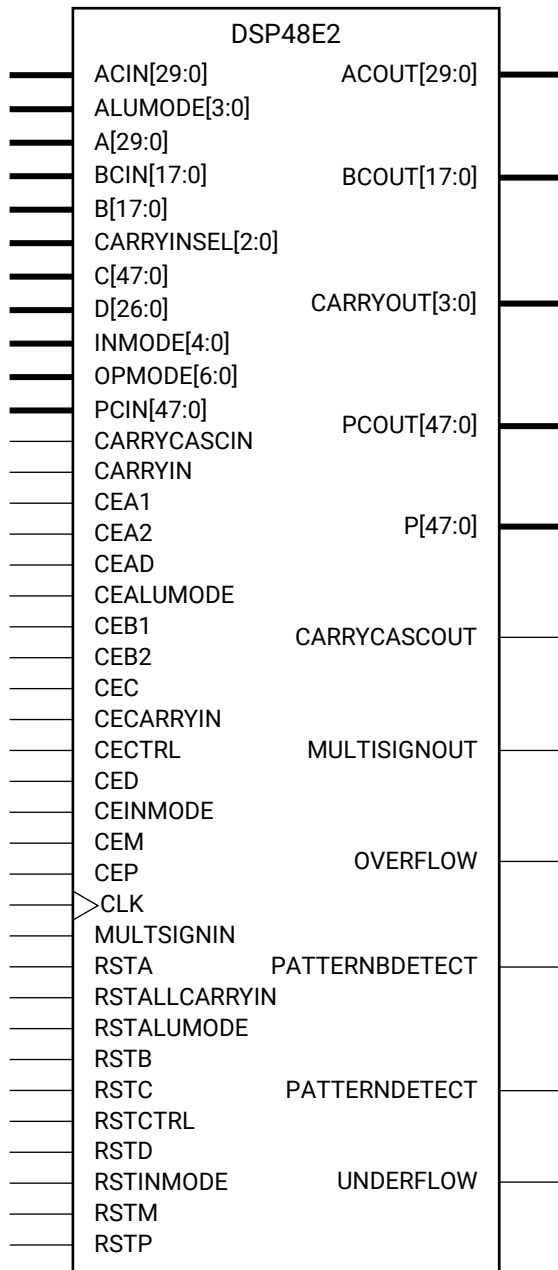 DSP48E2
ACIN[29:0]
ALUMODE[3:0]
A[29:0]
BCIN[17:0]
B[17:0]
CARRYINSEL[2:0]
C[47:0]
D[26:0]
INMODE[4:0]
OPMODE[6:0]
PCIN[47:0]
CARRYCASCIN
CARRYIN
CEA1
CEA2
CEAD
CEALUMODE
CEB1
CEB2
CEC
CECARRYIN
CECTRL
CED
CEINMODE
CEM
CEP
CLK
MULTSIGNIN
RSTA
RSTALLCARRYIN
RSTALUMODE
RSTB
RSTC
RSTCTRL
RSTD
RSTINMODE
RSTM
RSTP
ACOUT[29:0]
BCOUT[17:0]
CARRYOUT[3:0]
PCOUT[47:0]
P[47:0]
CARRYCASCOUT
MULTISIGNOUT
OVERFLOW
PATTERNBDETECT
PATTERNDETECT
UNDERFLOW